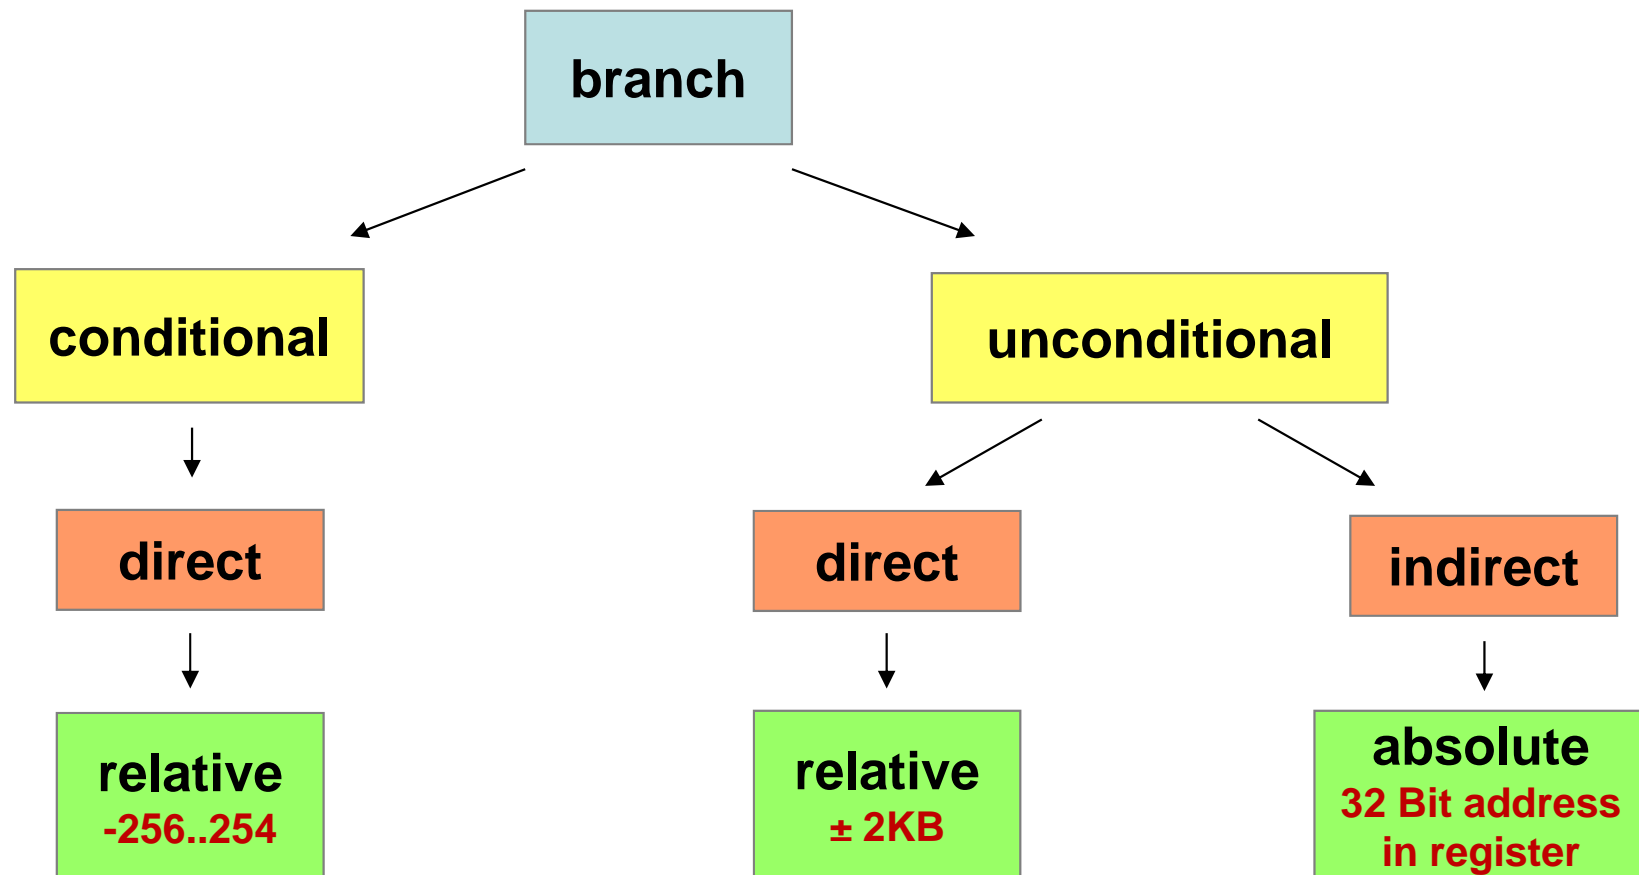 branch
conditional
unconditional
direct
direct
indirect
relative
-256..254
relative
± 2KB
absolute
32 Bit address
in register